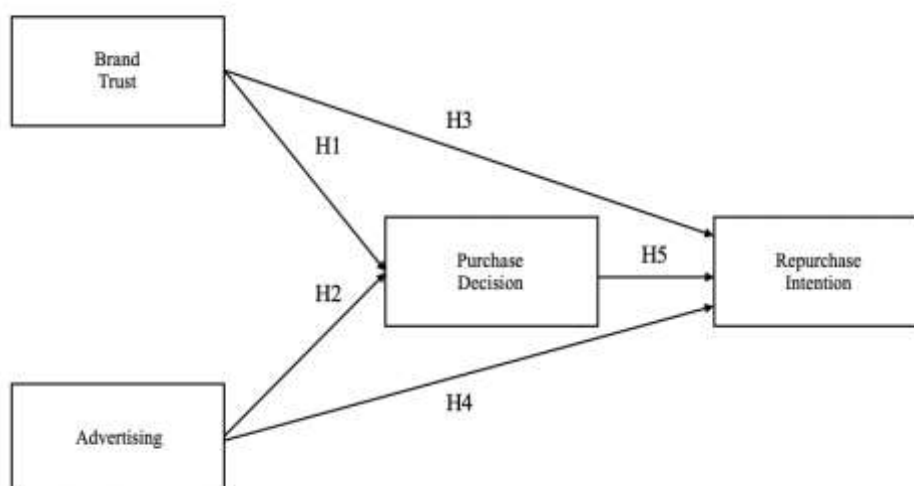 Brand
Trust
H3
H1
Purchase
Decision
H5
Repurchase
Intention
H2
H4
Advertising